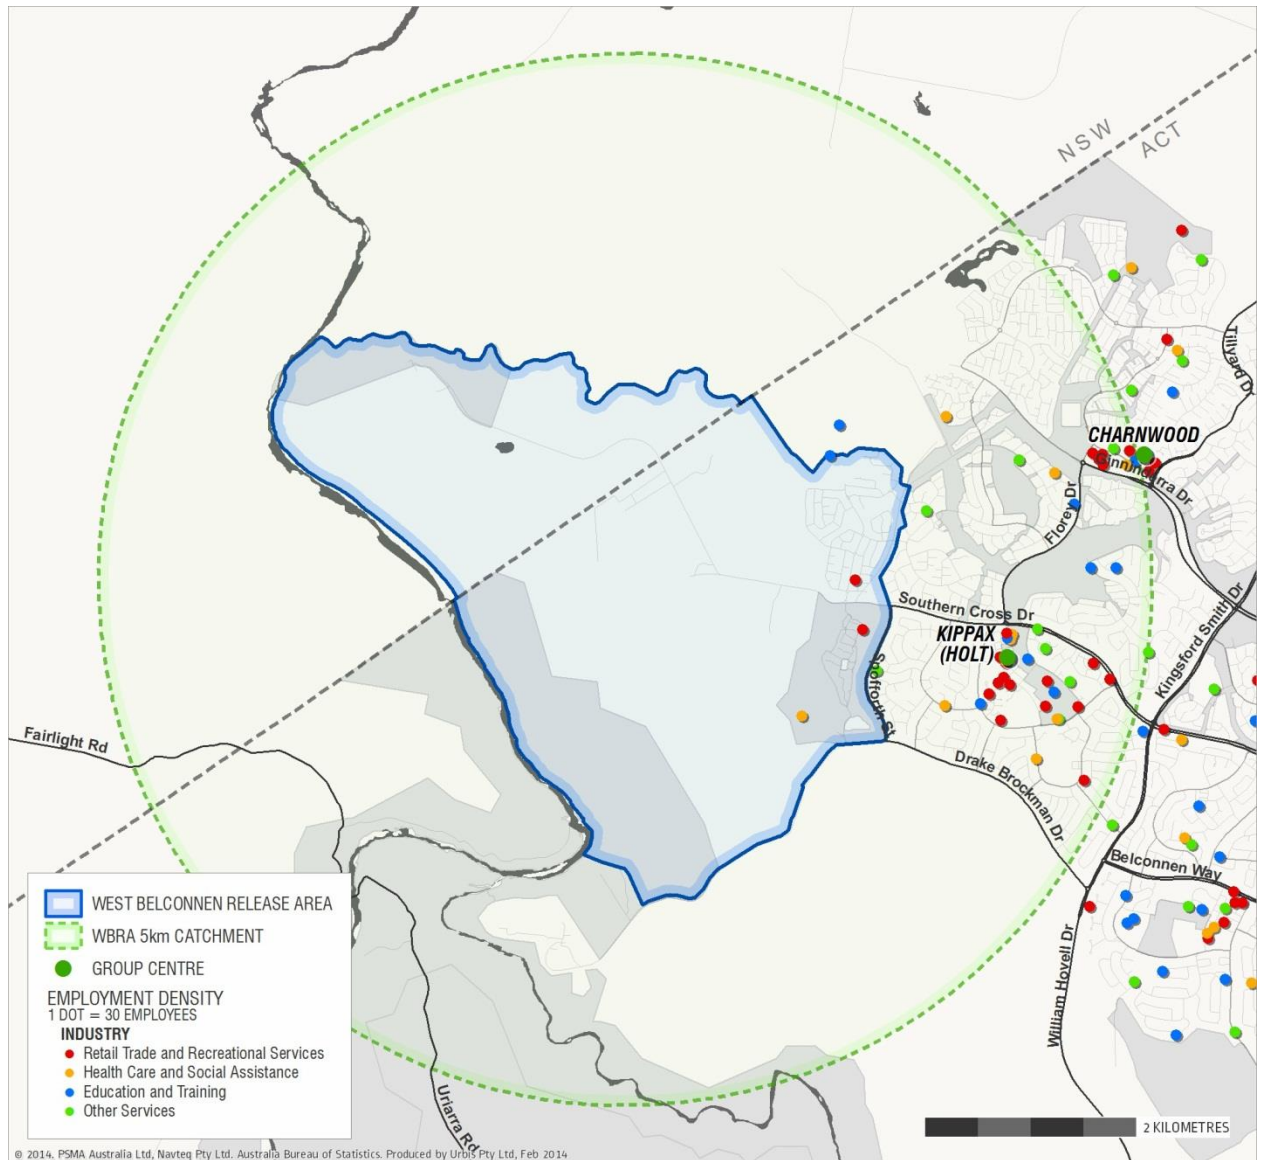 NSW
ACT
Tillyard Dr
CHARNWOOD
Ginninderra Dr
Florey Dr
Southern Cross Dr
KIPPAX
(HOLT)
Kingsford Smith Dr
Spofforth St
Fairlight Rd
Drake Brockman Dr
Belconnen Way
William Hovell Dr
Uriarra Rd
WEST BELCONNEN RELEASE AREA
WBRA 5km CATCHMENT
GROUP CENTRE
EMPLOYMENT DENSITY
1 DOT = 30 EMPLOYEES
INDUSTRY
Retail Trade and Recreational Services
Health Care and Social Assistance
Education and Training
Other Services
2 KILOMETRES
© 2014. PSMA Australia Ltd, Navteq Pty Ltd. Australia Bureau of Statistics. Produced by Urbis Pty Ltd, Feb 2014